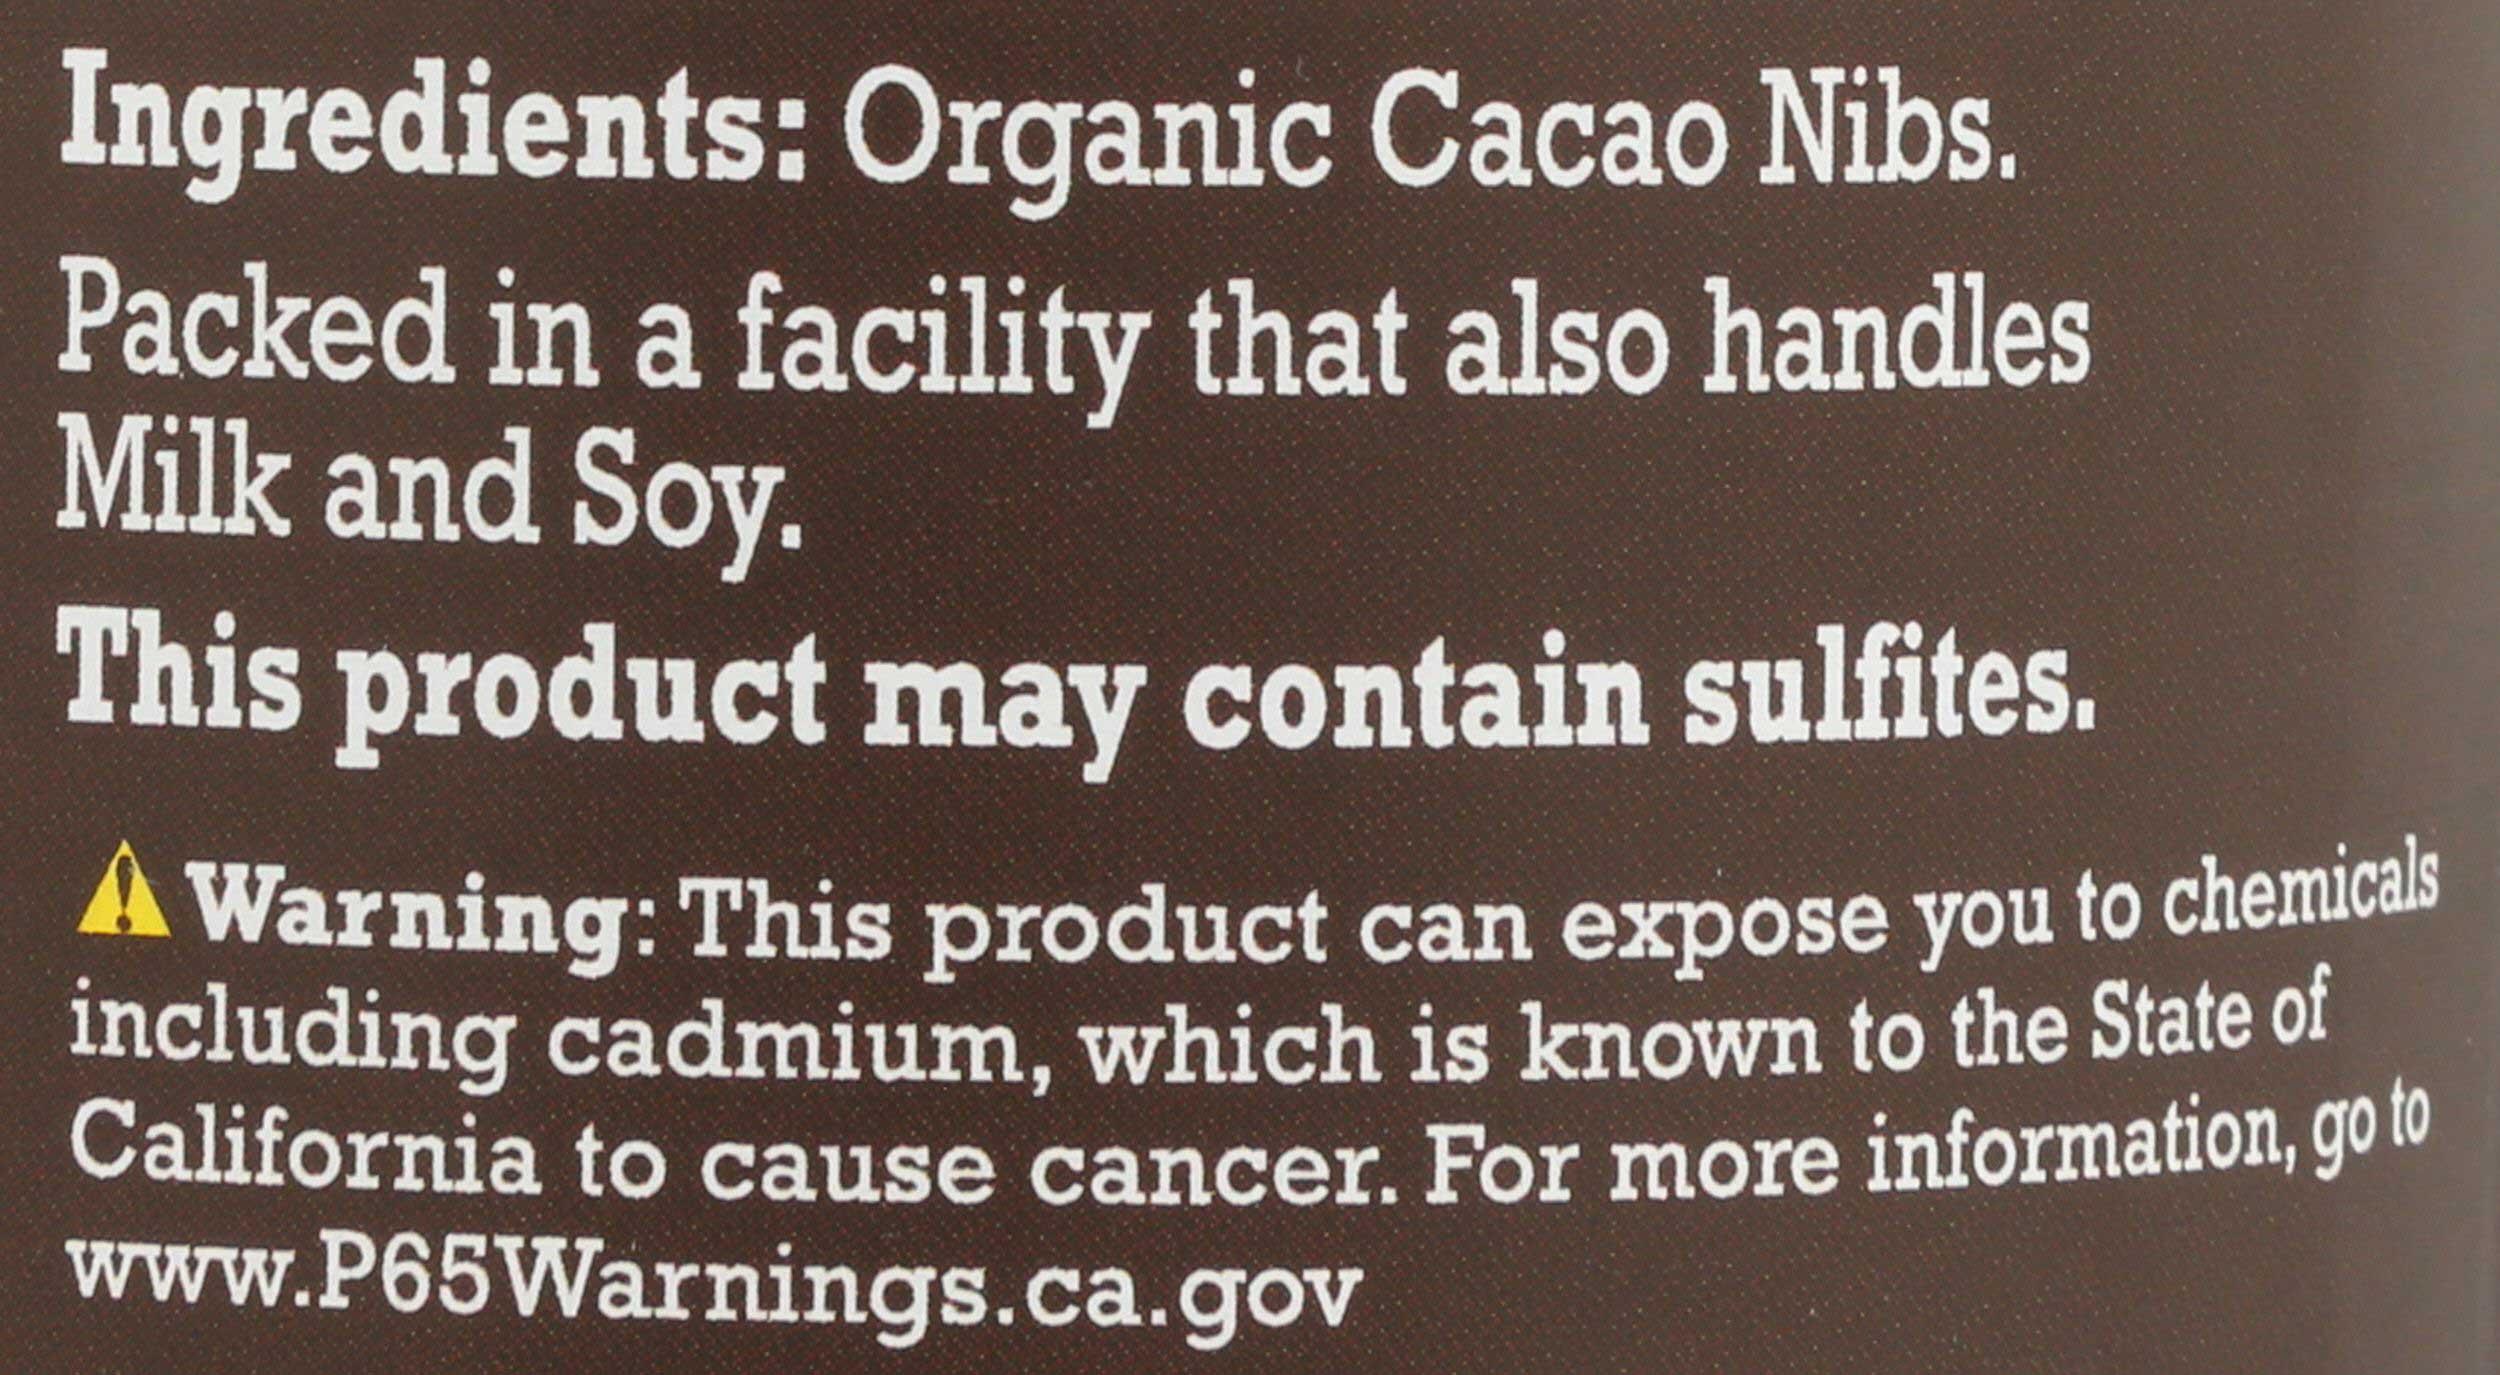 Ingredients: Organic Cacao Nibs.
Packed in a facility that also handles
Milk and Soy.
This product may contain sulfites.
Warning: This product can expose you to chemicals
including cadmium, which is known to the State of
California to cause cancer. For more information, go to
www.P65Warnings.ca.gov